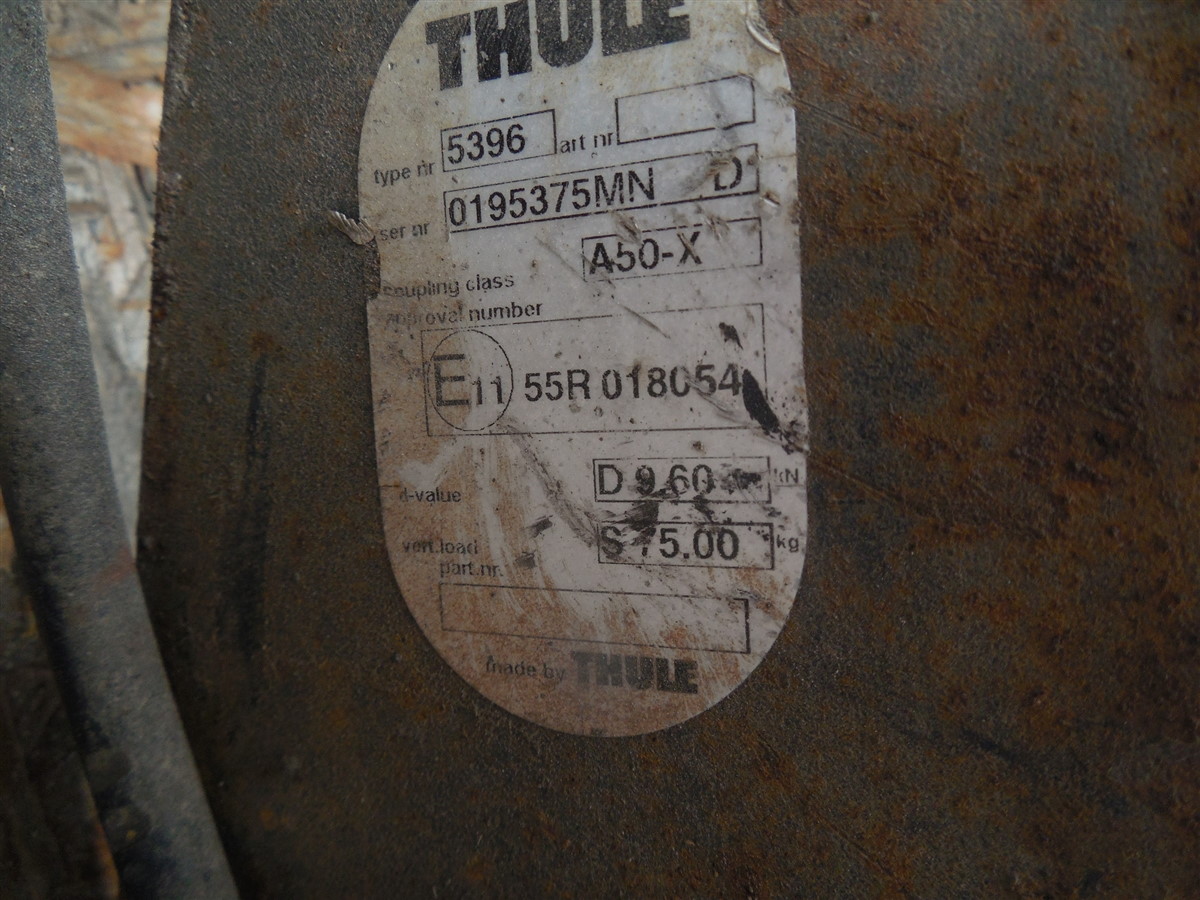 THULE
type nr 5396 art nr
ser nr 0195375MN D
coupling class A50-X
approval number
E11 55R 018054
d-value D 9.60 kN
vert.load S 75.00 kg
part.nr.
made by THULE